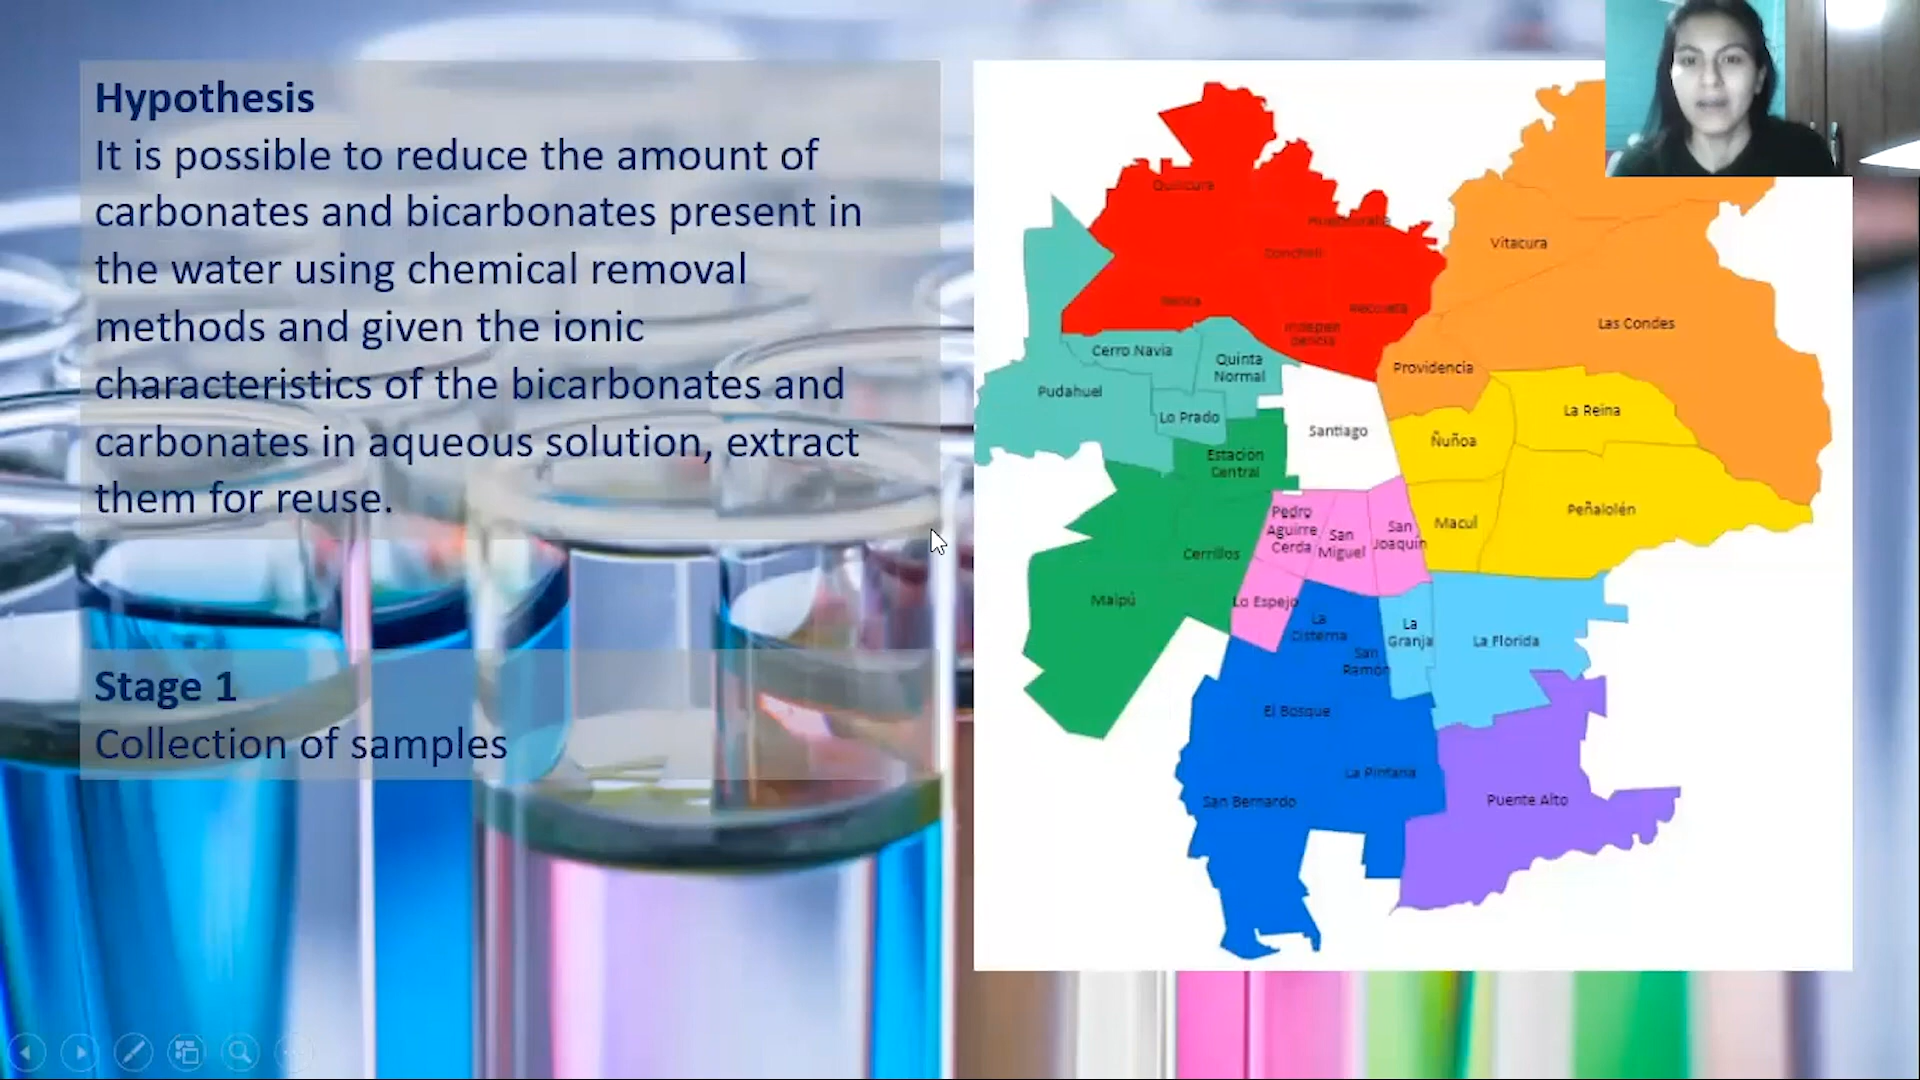 Hypothesis
It is possible to reduce the amount of
carbonates and bicarbonates present in
the water using chemical removal
methods and given the ionic
characteristics of the bicarbonates and
carbonates in aqueous solution, extract
them for reuse.
Stage 1
Collection of samples
Quilicura
Huechuraba
Conchalí
Renca
Recoleta
Indepen
dencia
Vitacura
Las Condes
Providencia
Cerro Navia
Quinta
Normal
Pudahuel
Lo Prado
Santiago
La Reina
Ñuñoa
Estación
Central
Peñalolén
Macul
Pedro
Aguirre
Cerda
San
Miguel
San
Joaquín
Cerrillos
Maipú
Lo Espejo
La
Cisterna
San
Ramón
La
Granja
La Florida
El Bosque
La Pintana
San Bernardo
Puente Alto